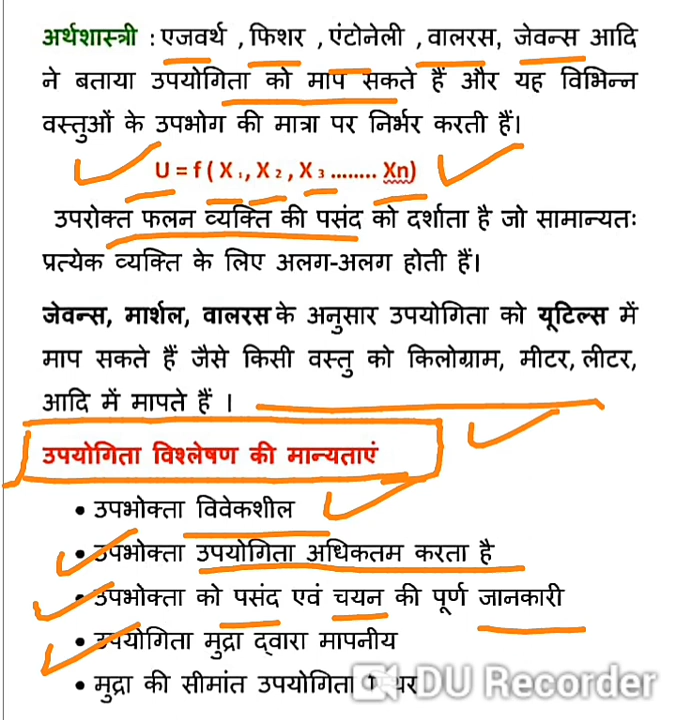 अर्थशास्त्री : एजवर्थ , फिशर , एंटोनेली , वालरस, जेवन्स आदि
ने बताया उपयोगिता को माप सकते हैं और यह विभिन्न
वस्तुओं के उपभोग की मात्रा पर निर्भर करती हैं।
U = f ( X ₁, X ₂ , X ₃ ........ Xn)
उपरोक्त फलन व्यक्ति की पसंद को दर्शाता है जो सामान्यतः
प्रत्येक व्यक्ति के लिए अलग-अलग होती हैं।
जेवन्स, मार्शल, वालरस के अनुसार उपयोगिता को यूटिल्स में
माप सकते हैं जैसे किसी वस्तु को किलोग्राम, मीटर, लीटर,
आदि में मापते हैं ।
उपयोगिता विश्लेषण की मान्यताएं
• उपभोक्ता विवेकशील
• उपभोक्ता उपयोगिता अधिकतम करता है
• उपभोक्ता को पसंद एवं चयन की पूर्ण जानकारी
• उपयोगिता मुद्रा द्वारा मापनीय
• मुद्रा की सीमांत उपयोगिता
DU Recorder